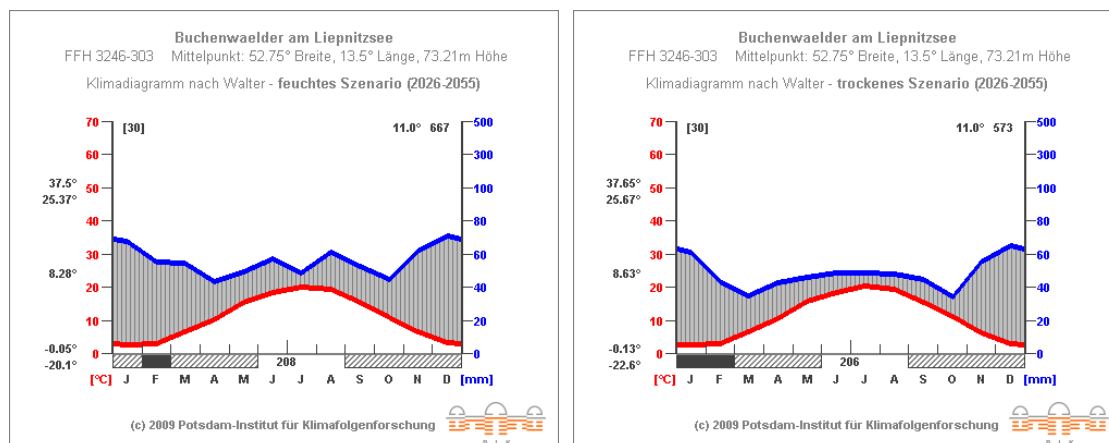 Buchenwaelder am Liepnitzsee
FFH 3246-303 Mittelpunkt: 52.75° Breite, 13.5° Länge, 73.21m Höhe
Klimadiagramm nach Walter - feuchtes Szenario (2026-2055)
70 [30] 11.0° 667 500
60 300
37.5°
50 100
25.37°
40 80
30 60
8.28°
20 40
10 20
-0.05°
0 208 0
-20.1°
[°C] J F M A M J J A S O N D [mm]
(c) 2009 Potsdam-Institut für Klimafolgenforschung
Buchenwaelder am Liepnitzsee
FFH 3246-303 Mittelpunkt: 52.75° Breite, 13.5° Länge, 73.21m Höhe
Klimadiagramm nach Walter - trockenes Szenario (2026-2055)
70 [30] 11.0° 573 500
60 300
37.65°
50 100
25.67°
40 80
30 60
8.63°
20 40
10 20
-0.13°
0 206 0
-22.6°
[°C] J F M A M J J A S O N D [mm]
(c) 2009 Potsdam-Institut für Klimafolgenforschung